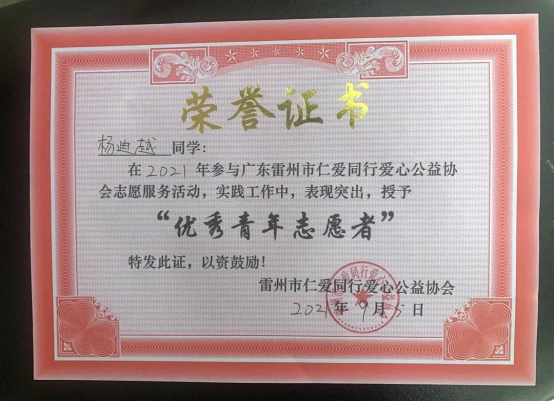 荣誉证书
杨迪越 同学：
在2021年参与广东雷州市仁爱同行爱心公益协
会志愿服务活动，实践工作中，表现突出，授予
“优秀青年志愿者”
特发此证，以资鼓励！
雷州市仁爱同行爱心公益协会
2021年9月5日